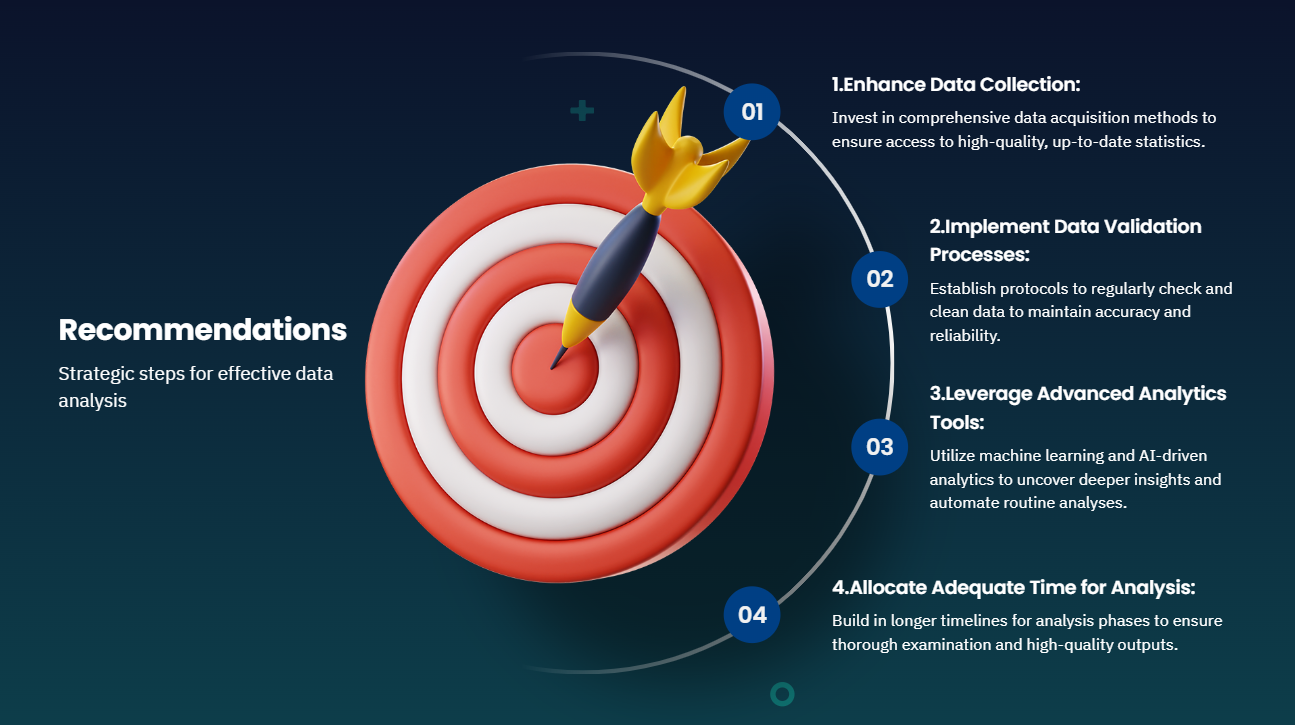 Recommendations
Strategic steps for effective data
analysis
01
1.Enhance Data Collection:
Invest in comprehensive data acquisition methods to
ensure access to high-quality, up-to-date statistics.
02
2.Implement Data Validation
Processes:
Establish protocols to regularly check and
clean data to maintain accuracy and
reliability.
03
3.Leverage Advanced Analytics
Tools:
Utilize machine learning and AI-driven
analytics to uncover deeper insights and
automate routine analyses.
04
4.Allocate Adequate Time for Analysis:
Build in longer timelines for analysis phases to ensure
thorough examination and high-quality outputs.